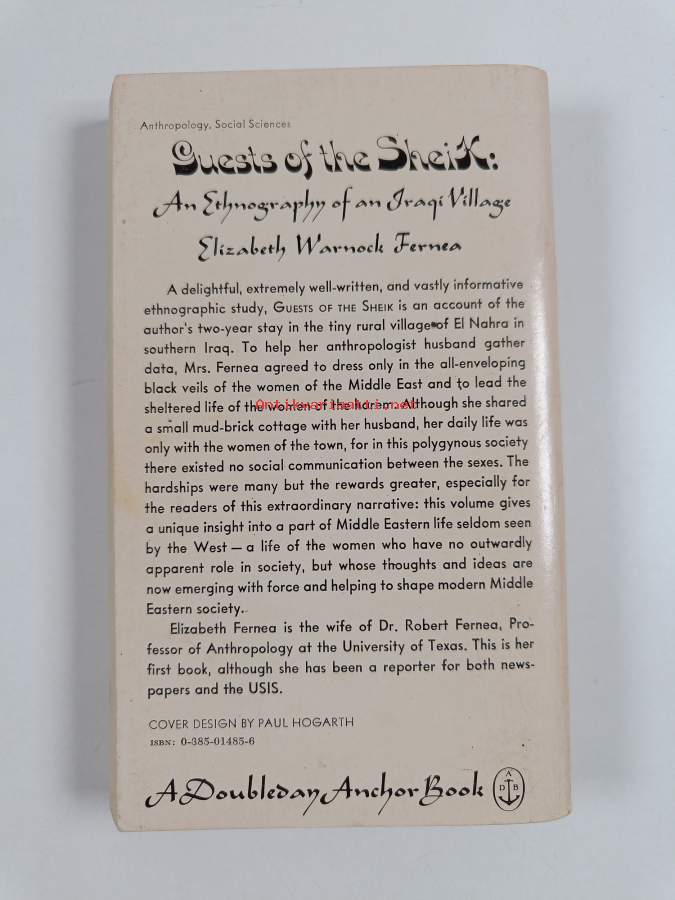 Anthropology, Social Sciences
Guests of the SheiK:
An Ethnography of an Iraqi Village
Elizabeth Warnock Fernea
A delightful, extremely well-written, and vastly informative
ethnographic study, GUESTS OF THE SHEIK is an account of the
author's two-year stay in the tiny rural village of El Nahra in
southern Iraq. To help her anthropologist husband gather
data, Mrs. Fernea agreed to dress only in the all-enveloping
black veils of the women of the Middle East and to lead the
sheltered life of the women of the harem. Although she shared
Antikvariaatti.net
a small mud-brick cottage with her husband, her daily life was
only with the women of the town, for in this polygynous society
there existed no social communication between the sexes. The
hardships were many but the rewards greater, especially for
the readers of this extraordinary narrative: this volume gives
a unique insight into a part of Middle Eastern life seldom seen
by the West — a life of the women who have no outwardly
apparent role in society, but whose thoughts and ideas are
now emerging with force and helping to shape modern Middle
Eastern society.
Elizabeth Fernea is the wife of Dr. Robert Fernea, Pro-
fessor of Anthropology at the University of Texas. This is her
first book, although she has been a reporter for both news-
papers and the USIS.
COVER DESIGN BY PAUL HOGARTH
ISBN: 0-385-01485-6
A Doubleday Anchor Book
A
D B